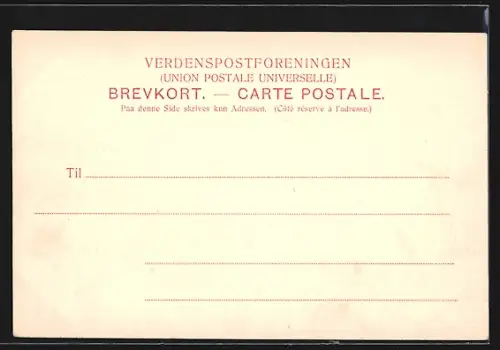 VERDENSPOSTFORENINGEN
(UNION POSTALE UNIVERSELLE)
BREVKORT. — CARTE POSTALE.
Paa denne Side skrives kun Adressen. (Côté réservé à l'adresse.)
Til